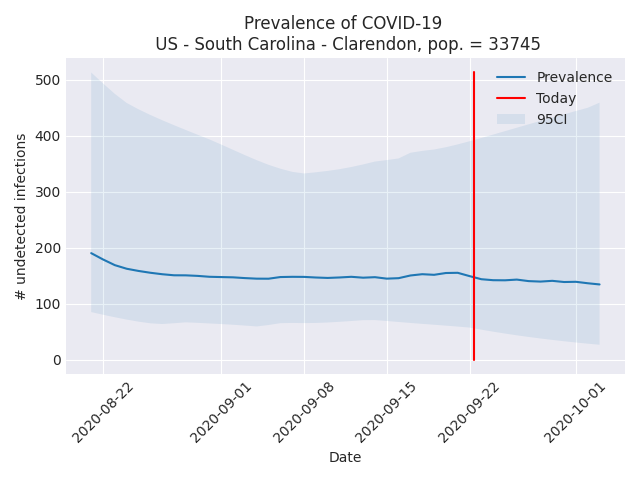 Prevalence of COVID-19
US - South Carolina - Clarendon, pop. = 33745
# undetected infections
500
400
300
200
100
0
Prevalence
Today
95CI
2020-08-22
2020-09-01
2020-09-08
2020-09-15
2020-09-22
2020-10-01
Date